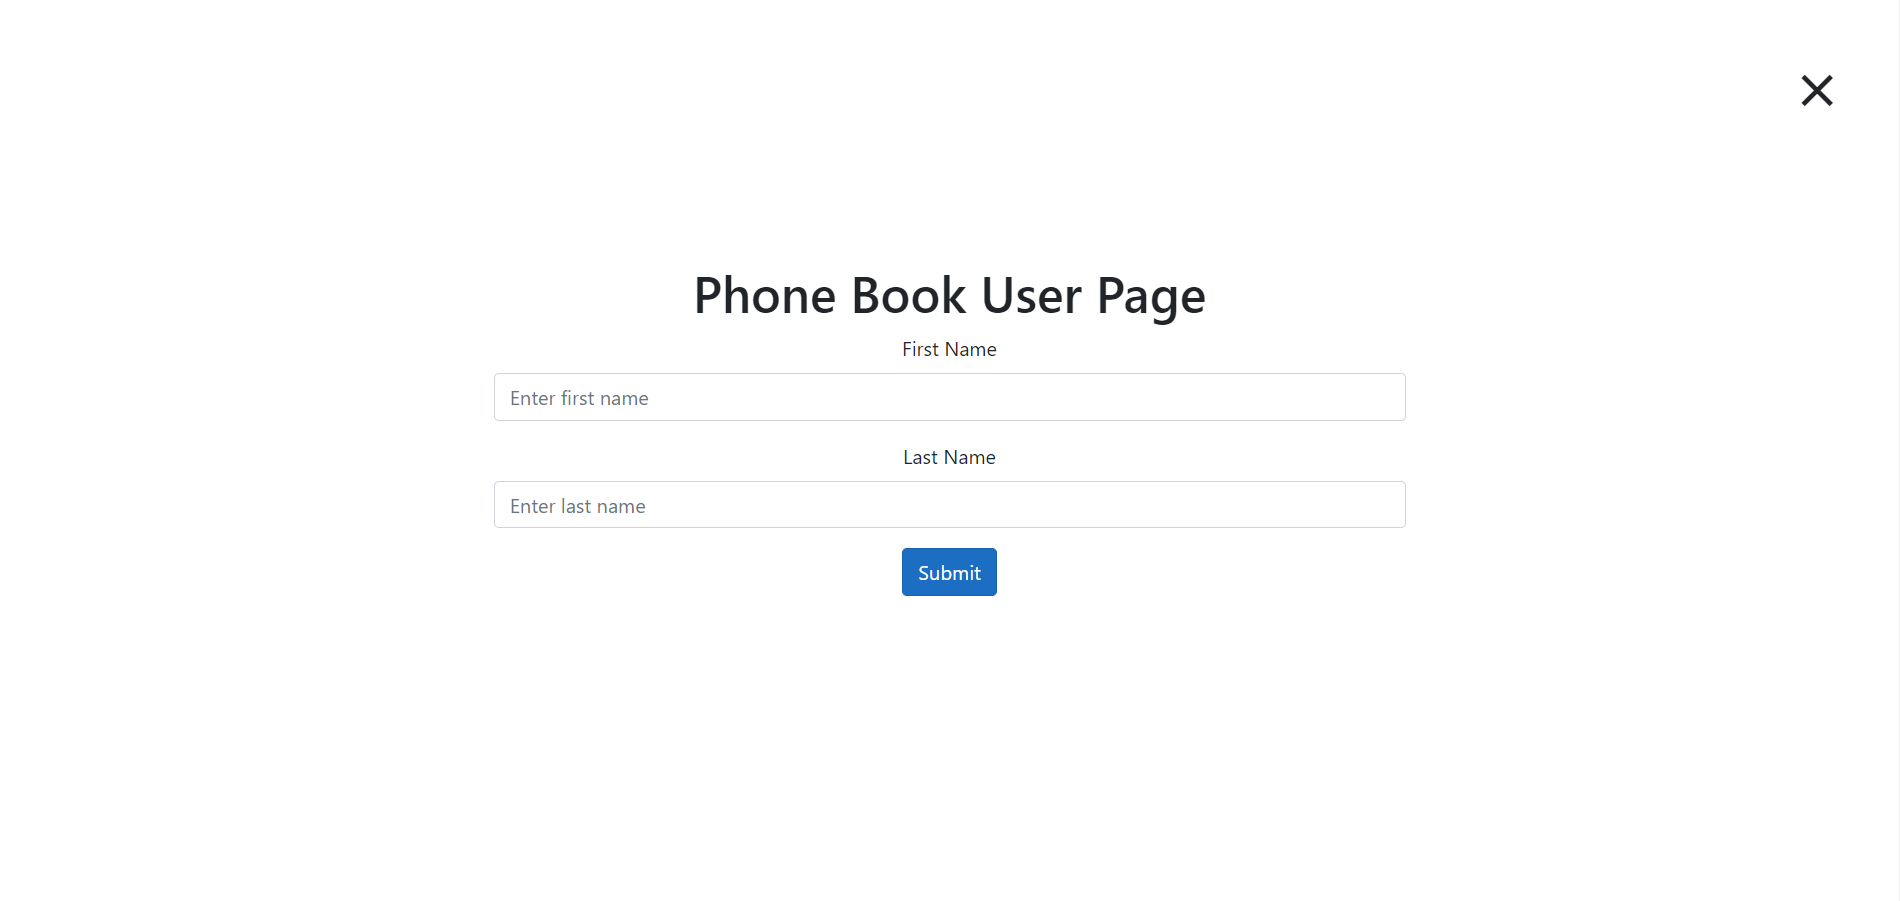 Phone Book User Page
First Name
Enter first name
Last Name
Enter last name
Submit